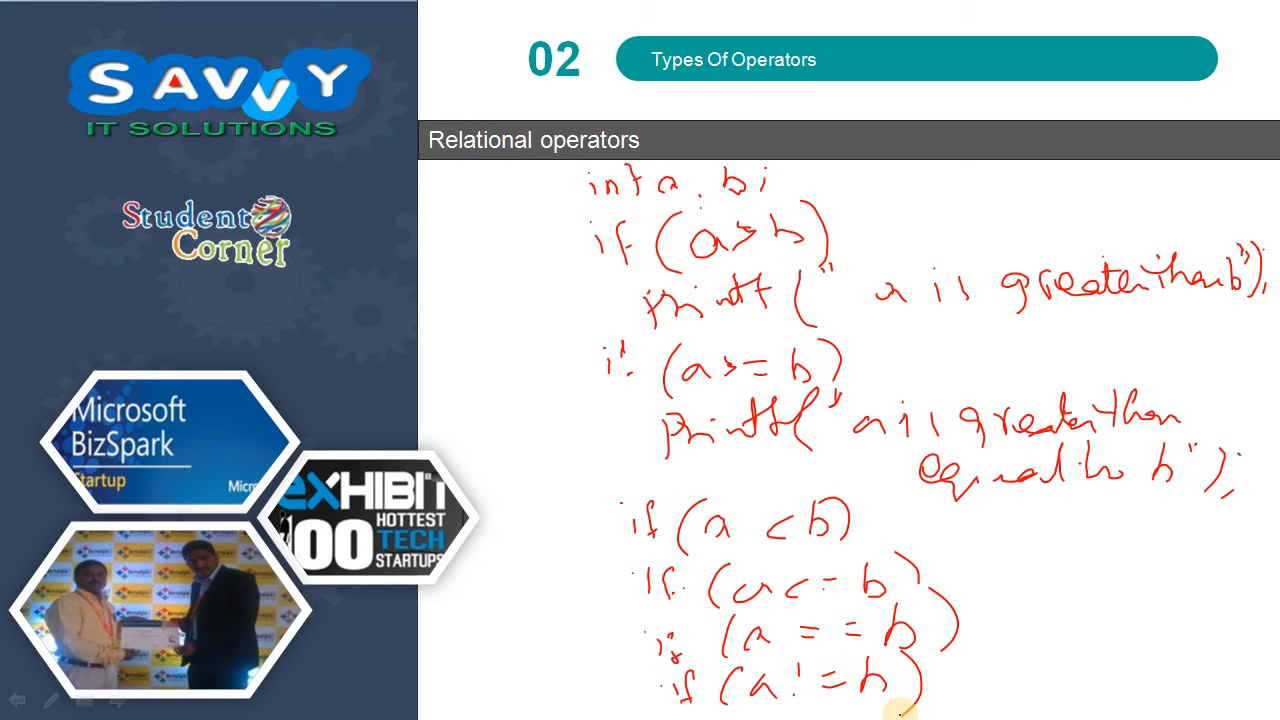 SAVVY
IT SOLUTIONS
Student
Corner
Microsoft
BizSpark
Startup
Micro
EXHIBIT
100
HOTTEST
TECH
STARTUPS
02
Types Of Operators
Relational operators
int a, b;
if (a>b)
printf (" a is greater than b");
if (a >= b)
printf(" a is greater than
equal to b");
if (a < b)
if (a <= b)
if (a == b)
if (a != b)